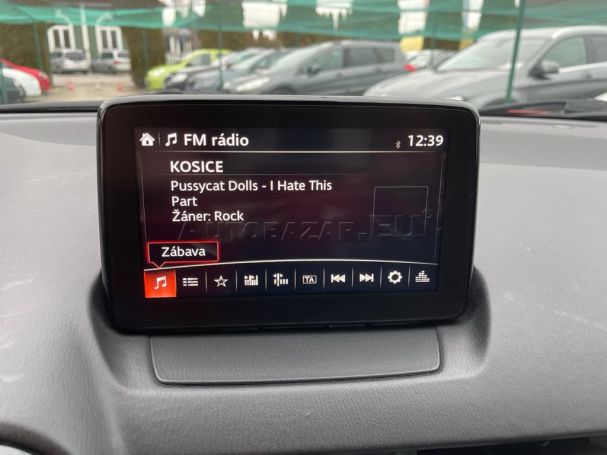 FM rádio 12:39
KOSICE
Pussycat Dolls - I Hate This
Part
Žáner: Rock
AUTOBAZAR.EU
Zábava
TA